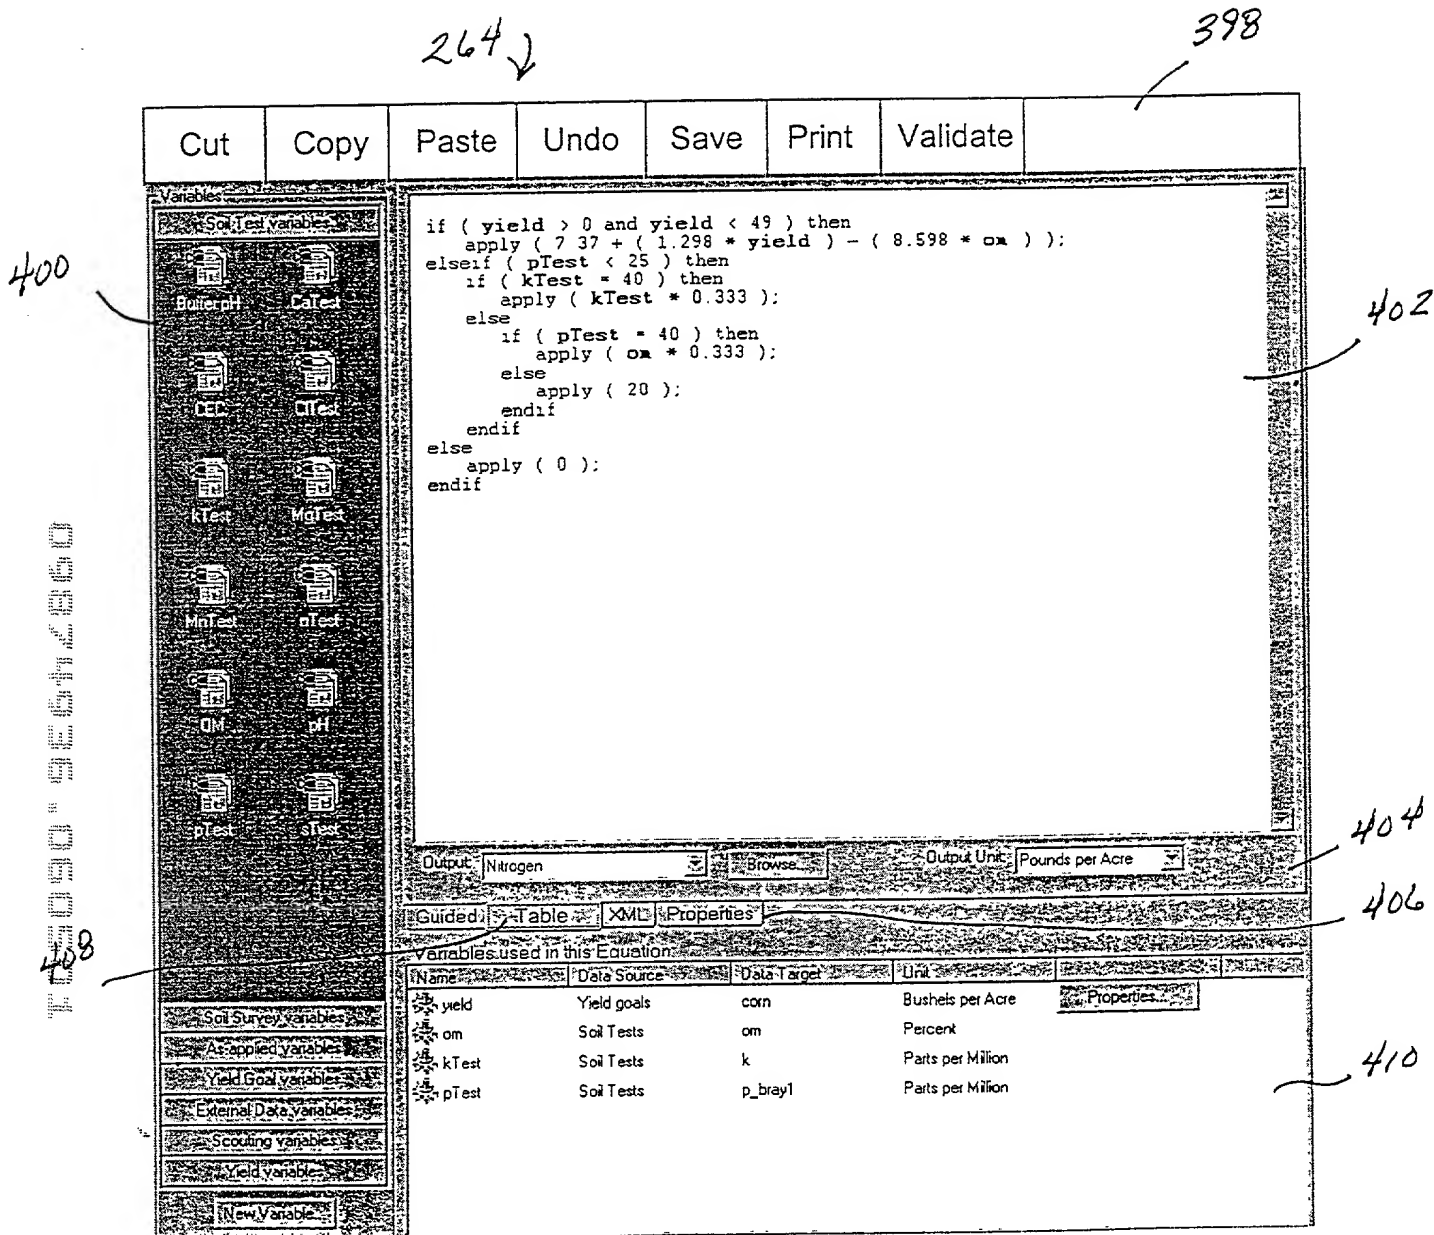 264
398
Cut Copy Paste Undo Save Print Validate
Variables
Soil Test variables
400
BufferpH CaTest
CEC ClTest
kTest MgTest
MnTest nTest
OM pH
pTest sTest
if ( yield > 0 and yield < 49 ) then
apply ( 7 37 + ( 1.298 * yield ) - ( 8.598 * om ) );
elseif ( pTest < 25 ) then
if ( kTest = 40 ) then
apply ( kTest * 0.333 );
else
if ( pTest = 40 ) then
apply ( om * 0.333 );
else
apply ( 20 );
endif
endif
else
apply ( 0 );
endif
402
Output: Nitrogen Browse... Output Unit: Pounds per Acre
404
Guided Table XML Properties
406
408
Variables used in this Equation
Name Data Source Data Target Unit
yield Yield goals corn Bushels per Acre Properties...
om Soil Tests om Percent
kTest Soil Tests k Parts per Million
pTest Soil Tests p_bray1 Parts per Million
410
Soil Survey variables
As-applied variables
Yield Goal variables
External Data variables
Scouting variables
Yield variables
New Variable...